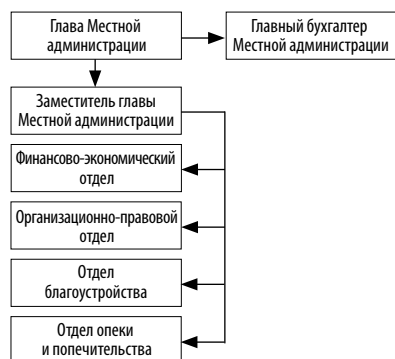 Глава Местной
администрации
Главный бухгалтер
Местной администрации
Заместитель главы
Местной администрации
Финансово-экономический
отдел
Организационно-правовой
отдел
Отдел
благоустройства
Отдел опеки
и попечительства